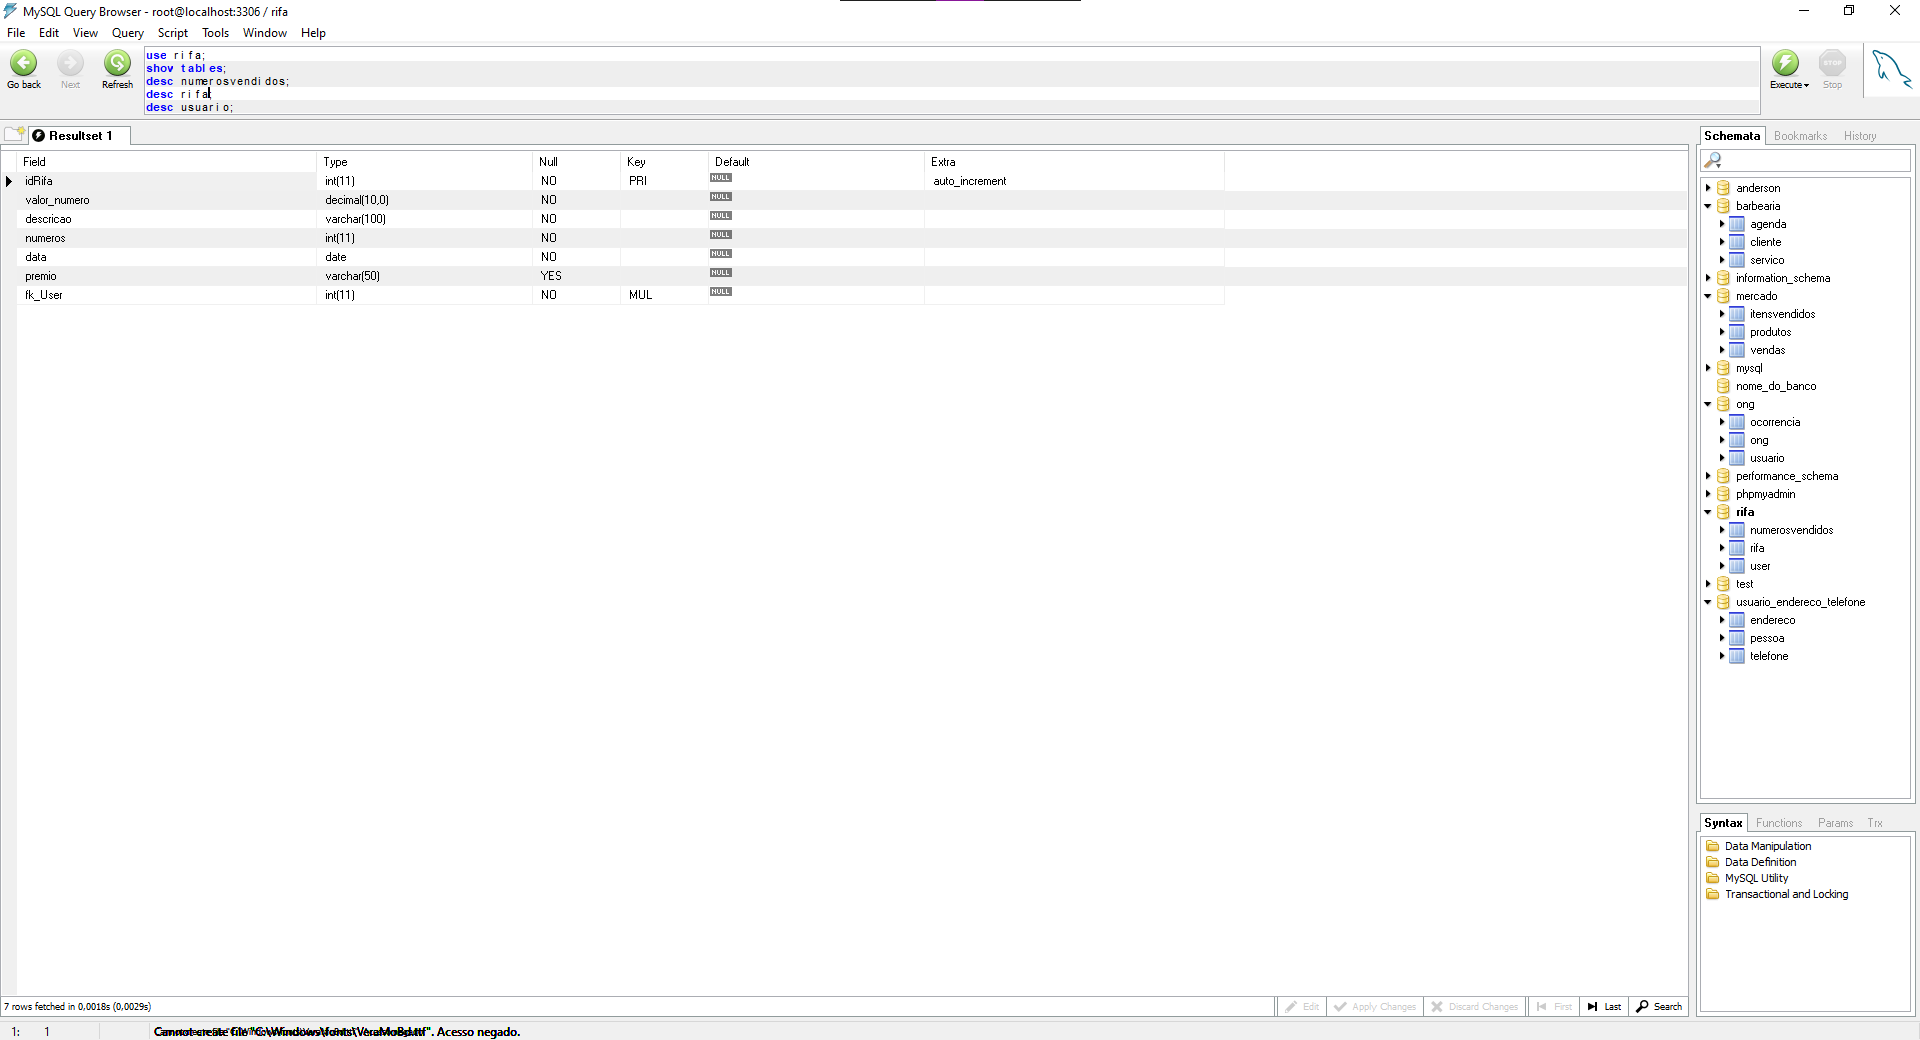 MySQL Query Browser - root@localhost:3306 / rifa
File Edit View Query Script Tools Window Help
Go back Next Refresh
use rifa;
show tables;
desc numerosvendidos;
desc rifa;
desc usuario;
Execute STOP Stop
Resultset 1
Field Type Null Key Default Extra
idRifa int(11) NO PRI NULL auto_increment
valor_numero decimal(10,0) NO NULL
descricao varchar(100) NO NULL
numeros int(11) NO NULL
data date NO NULL
premio varchar(50) YES NULL
fk_User int(11) NO MUL NULL
Schemata Bookmarks History
anderson
barbearia
agenda
cliente
servico
information_schema
mercado
itensvendidos
produtos
vendas
mysql
nome_do_banco
ong
ocorrencia
ong
usuario
performance_schema
phpmyadmin
rifa
numerosvendidos
rifa
user
test
usuario_endereco_telefone
endereco
pessoa
telefone
Syntax Functions Params Trx
Data Manipulation
Data Definition
MySQL Utility
Transactional and Locking
7 rows fetched in 0,0018s (0,0029s)
Edit Apply Changes Discard Changes First Last Search
1: 1 Cannot create file "C:\Windows\fonts\VeraMoBd.ttf". Acesso negado.